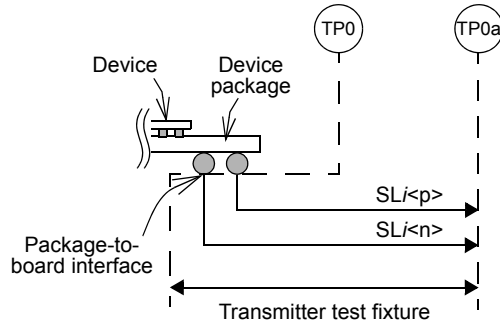 TP0
TP0a
Device
Device
package
SLi<p>
SLi<n>
Package-to-
board interface
Transmitter test fixture